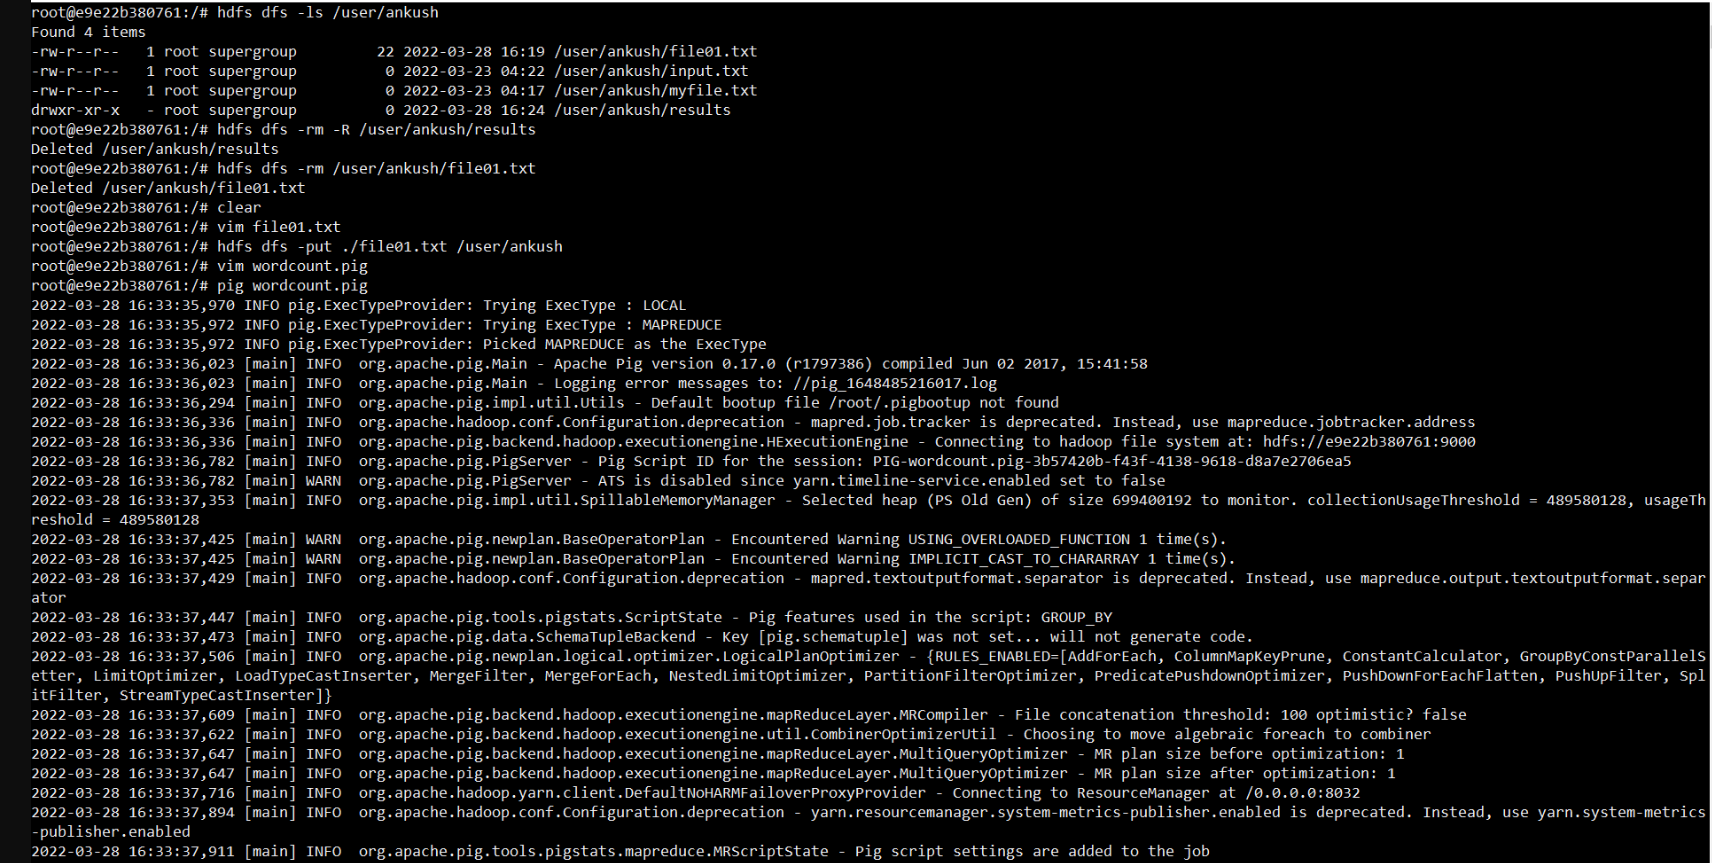 root@e9e22b380761:/# hdfs dfs -ls /user/ankush
Found 4 items
-rw-r--r--   1 root supergroup         22 2022-03-28 16:19 /user/ankush/file01.txt
-rw-r--r--   1 root supergroup          0 2022-03-23 04:22 /user/ankush/input.txt
-rw-r--r--   1 root supergroup          0 2022-03-23 04:17 /user/ankush/myfile.txt
drwxr-xr-x   - root supergroup          0 2022-03-28 16:24 /user/ankush/results
root@e9e22b380761:/# hdfs dfs -rm -R /user/ankush/results
Deleted /user/ankush/results
root@e9e22b380761:/# hdfs dfs -rm /user/ankush/file01.txt
Deleted /user/ankush/file01.txt
root@e9e22b380761:/# clear
root@e9e22b380761:/# vim file01.txt
root@e9e22b380761:/# hdfs dfs -put ./file01.txt /user/ankush
root@e9e22b380761:/# vim wordcount.pig
root@e9e22b380761:/# pig wordcount.pig
2022-03-28 16:33:35,970 INFO pig.ExecTypeProvider: Trying ExecType : LOCAL
2022-03-28 16:33:35,972 INFO pig.ExecTypeProvider: Trying ExecType : MAPREDUCE
2022-03-28 16:33:35,972 INFO pig.ExecTypeProvider: Picked MAPREDUCE as the ExecType
2022-03-28 16:33:36,023 [main] INFO  org.apache.pig.Main - Apache Pig version 0.17.0 (r1797386) compiled Jun 02 2017, 15:41:58
2022-03-28 16:33:36,023 [main] INFO  org.apache.pig.Main - Logging error messages to: //pig_1648485216017.log
2022-03-28 16:33:36,294 [main] INFO  org.apache.pig.impl.util.Utils - Default bootup file /root/.pigbootup not found
2022-03-28 16:33:36,336 [main] INFO  org.apache.hadoop.conf.Configuration.deprecation - mapred.job.tracker is deprecated. Instead, use mapreduce.jobtracker.address
2022-03-28 16:33:36,336 [main] INFO  org.apache.pig.backend.hadoop.executionengine.HExecutionEngine - Connecting to hadoop file system at: hdfs://e9e22b380761:9000
2022-03-28 16:33:36,782 [main] INFO  org.apache.pig.PigServer - Pig Script ID for the session: PIG-wordcount.pig-3b57420b-f43f-4138-9618-d8a7e2706ea5
2022-03-28 16:33:36,782 [main] WARN  org.apache.pig.PigServer - ATS is disabled since yarn.timeline-service.enabled set to false
2022-03-28 16:33:37,353 [main] INFO  org.apache.pig.impl.util.SpillableMemoryManager - Selected heap (PS Old Gen) of size 699400192 to monitor. collectionUsageThreshold = 489580128, usageTh
reshold = 489580128
2022-03-28 16:33:37,425 [main] WARN  org.apache.pig.newplan.BaseOperatorPlan - Encountered Warning USING_OVERLOADED_FUNCTION 1 time(s).
2022-03-28 16:33:37,425 [main] WARN  org.apache.pig.newplan.BaseOperatorPlan - Encountered Warning IMPLICIT_CAST_TO_CHARARRAY 1 time(s).
2022-03-28 16:33:37,429 [main] INFO  org.apache.hadoop.conf.Configuration.deprecation - mapred.textoutputformat.separator is deprecated. Instead, use mapreduce.output.textoutputformat.separ
ator
2022-03-28 16:33:37,447 [main] INFO  org.apache.pig.tools.pigstats.ScriptState - Pig features used in the script: GROUP_BY
2022-03-28 16:33:37,473 [main] INFO  org.apache.pig.data.SchemaTupleBackend - Key [pig.schematuple] was not set... will not generate code.
2022-03-28 16:33:37,506 [main] INFO  org.apache.pig.newplan.logical.optimizer.LogicalPlanOptimizer - {RULES_ENABLED=[AddForEach, ColumnMapKeyPrune, ConstantCalculator, GroupByConstParallelS
etter, LimitOptimizer, LoadTypeCastInserter, MergeFilter, MergeForEach, NestedLimitOptimizer, PartitionFilterOptimizer, PredicatePushdownOptimizer, PushDownForEachFlatten, PushUpFilter, Spl
itFilter, StreamTypeCastInserter]}
2022-03-28 16:33:37,609 [main] INFO  org.apache.pig.backend.hadoop.executionengine.mapReduceLayer.MRCompiler - File concatenation threshold: 100 optimistic? false
2022-03-28 16:33:37,622 [main] INFO  org.apache.pig.backend.hadoop.executionengine.util.CombinerOptimizerUtil - Choosing to move algebraic foreach to combiner
2022-03-28 16:33:37,647 [main] INFO  org.apache.pig.backend.hadoop.executionengine.mapReduceLayer.MultiQueryOptimizer - MR plan size before optimization: 1
2022-03-28 16:33:37,647 [main] INFO  org.apache.pig.backend.hadoop.executionengine.mapReduceLayer.MultiQueryOptimizer - MR plan size after optimization: 1
2022-03-28 16:33:37,716 [main] INFO  org.apache.hadoop.yarn.client.DefaultNoHARMFailoverProxyProvider - Connecting to ResourceManager at /0.0.0.0:8032
2022-03-28 16:33:37,894 [main] INFO  org.apache.hadoop.conf.Configuration.deprecation - yarn.resourcemanager.system-metrics-publisher.enabled is deprecated. Instead, use yarn.system-metrics
-publisher.enabled
2022-03-28 16:33:37,911 [main] INFO  org.apache.pig.tools.pigstats.mapreduce.MRScriptState - Pig script settings are added to the job